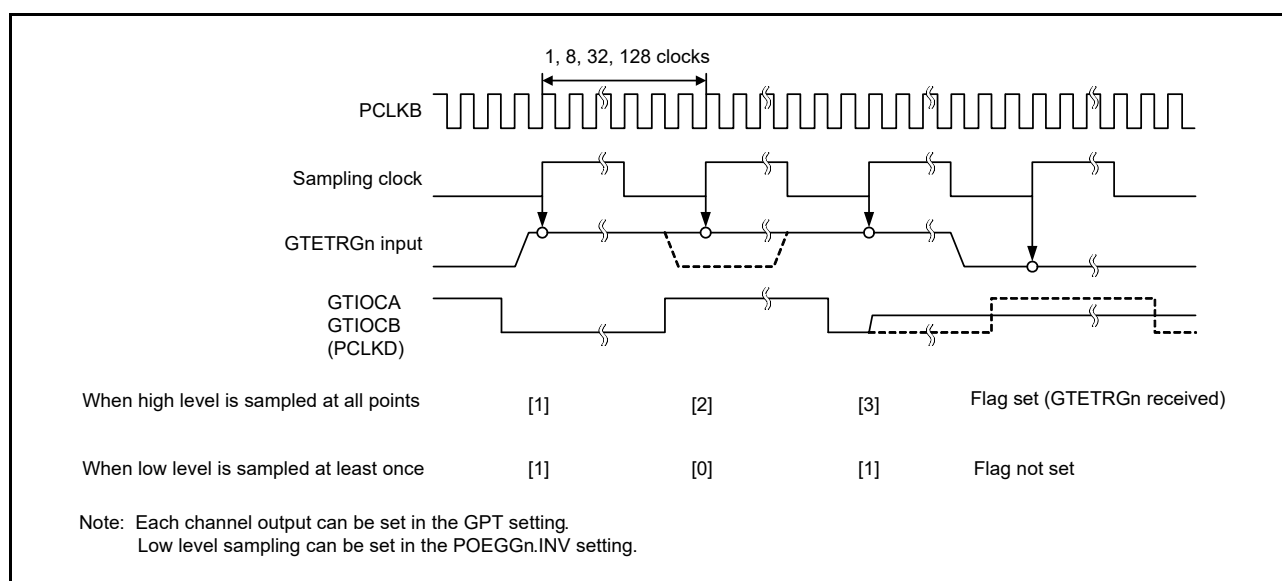 1, 8, 32, 128 clocks
PCLKB
Sampling clock
GTETRGn input
GTIOCA
GTIOCB
(PCLKD)
When high level is sampled at all points [1] [2] [3] Flag set (GTETRGn received)
When low level is sampled at least once [1] [0] [1] Flag not set
Note: Each channel output can be set in the GPT setting.
Low level sampling can be set in the POEGGn.INV setting.